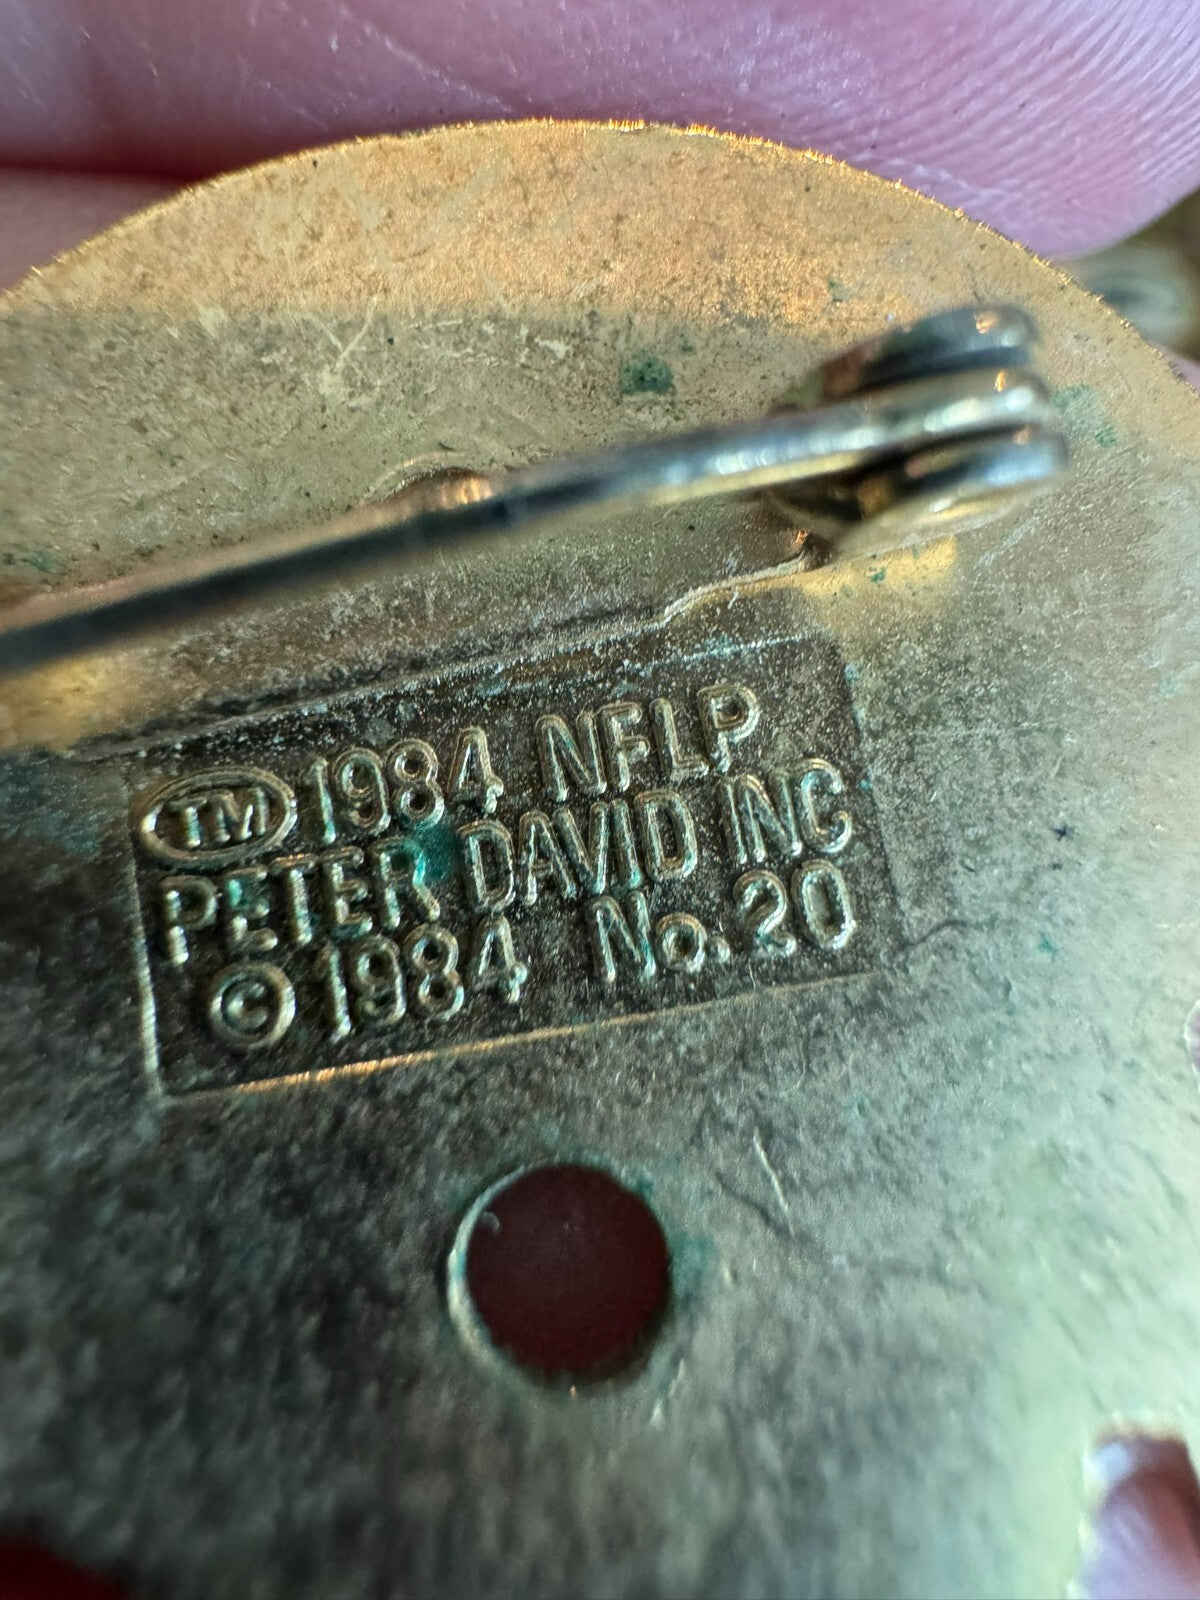 TM 1984 NFLP
PETER DAVID INC
© 1984 No. 20